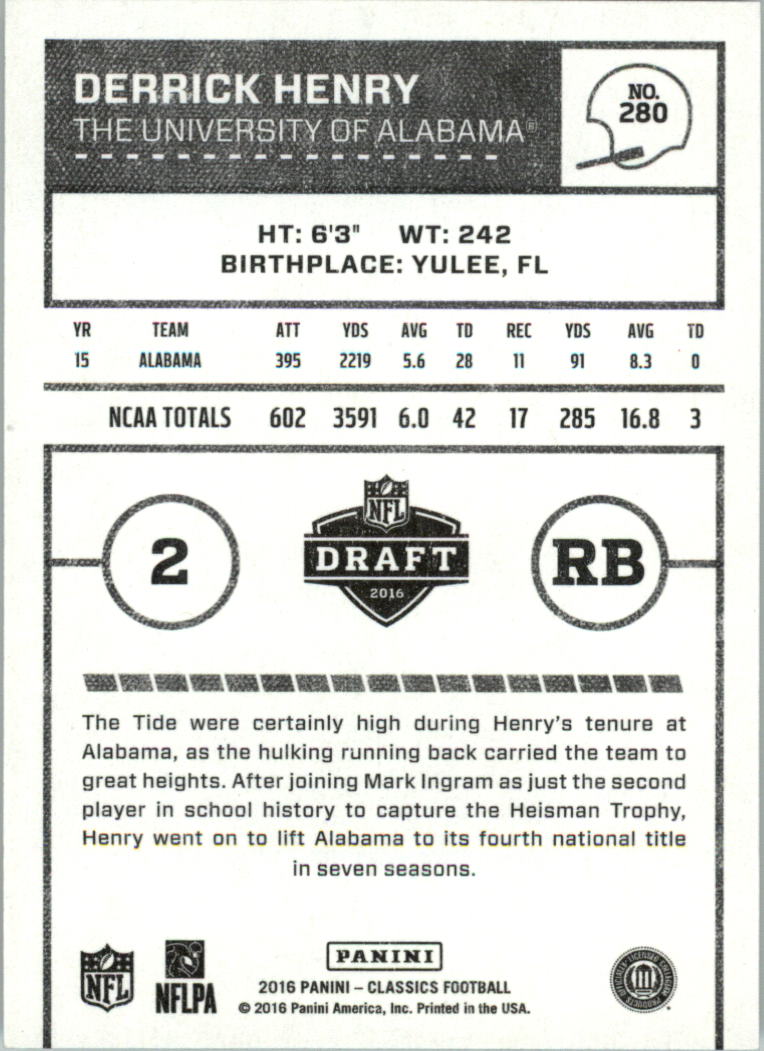 DERRICK HENRY
THE UNIVERSITY OF ALABAMA®
NO.
280
HT: 6'3" WT: 242
BIRTHPLACE: YULEE, FL
YR TEAM ATT YDS AVG TD REC YDS AVG TD
15 ALABAMA 395 2219 5.6 28 11 91 8.3 0
NCAA TOTALS 602 3591 6.0 42 17 285 16.8 3
2
NFL
DRAFT
2016
RB
The Tide were certainly high during Henry's tenure at
Alabama, as the hulking running back carried the team to
great heights. After joining Mark Ingram as just the second
player in school history to capture the Heisman Trophy,
Henry went on to lift Alabama to its fourth national title
in seven seasons.
NFL
NFLPA
PANINI
2016 PANINI – CLASSICS FOOTBALL
© 2016 Panini America, Inc. Printed in the USA.
OFFICIALLY LICENSED COLLEGIATE PRODUCTS